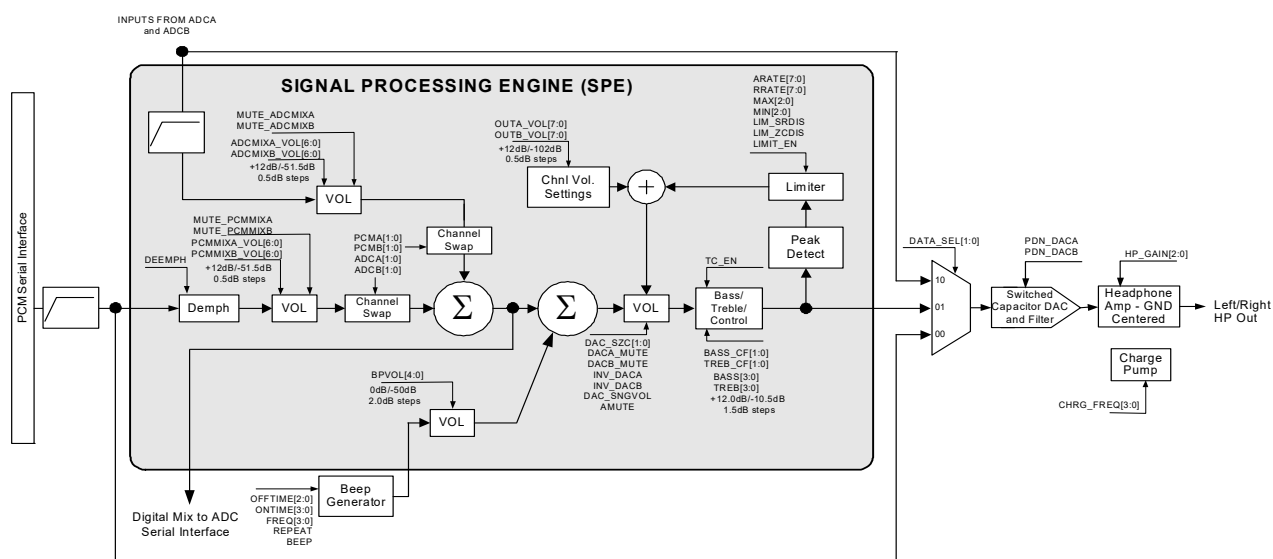 INPUTS FROM ADCA
and ADCB
SIGNAL PROCESSING ENGINE (SPE)
ARATE[7:0]
RRATE[7:0]
MAX[2:0]
MIN[2:0]
LIM_SRDIS
LIM_ZCDIS
LIMIT_EN
MUTE_ADCMIXA
MUTE_ADCMIXB
ADCMIXA_VOL[6:0]
ADCMIXB_VOL[6:0]
+12dB/-51.5dB
0.5dB steps
VOL
OUTA_VOL[7:0]
OUTB_VOL[7:0]
+12dB/-102dB
0.5dB steps
Chnl Vol.
Settings
+
Limiter
Peak
Detect
PCM Serial Interface
MUTE_PCMMIXA
MUTE_PCMMIXB
PCMMIXA_VOL[6:0]
PCMMIXB_VOL[6:0]
+12dB/-51.5dB
0.5dB steps
DEEMPH
Demph
VOL
PCMA[1:0]
PCMB[1:0]
ADCA[1:0]
ADCB[1:0]
Channel
Swap
Channel
Swap
Σ
Σ
VOL
TC_EN
Bass/
Treble/
Control
DAC_SZC[1:0]
DACA_MUTE
DACB_MUTE
INV_DACA
INV_DACB
DAC_SNGVOL
AMUTE
BASS_CF[1:0]
TREB_CF[1:0]
BASS[3:0]
TREB[3:0]
+12.0dB/-10.5dB
1.5dB steps
DATA_SEL[1:0]
10
01
00
PDN_DACA
PDN_DACB
Switched
Capacitor DAC
and Filter
HP_GAIN[2:0]
Headphone
Amp - GND
Centered
Left/Right
HP Out
Charge
Pump
CHRG_FREQ[3:0]
BPVOL[4:0]
0dB/-50dB
2.0dB steps
VOL
Beep
Generator
OFFTIME[2:0]
ONTIME[3:0]
FREQ[3:0]
REPEAT
BEEP
Digital Mix to ADC
Serial Interface